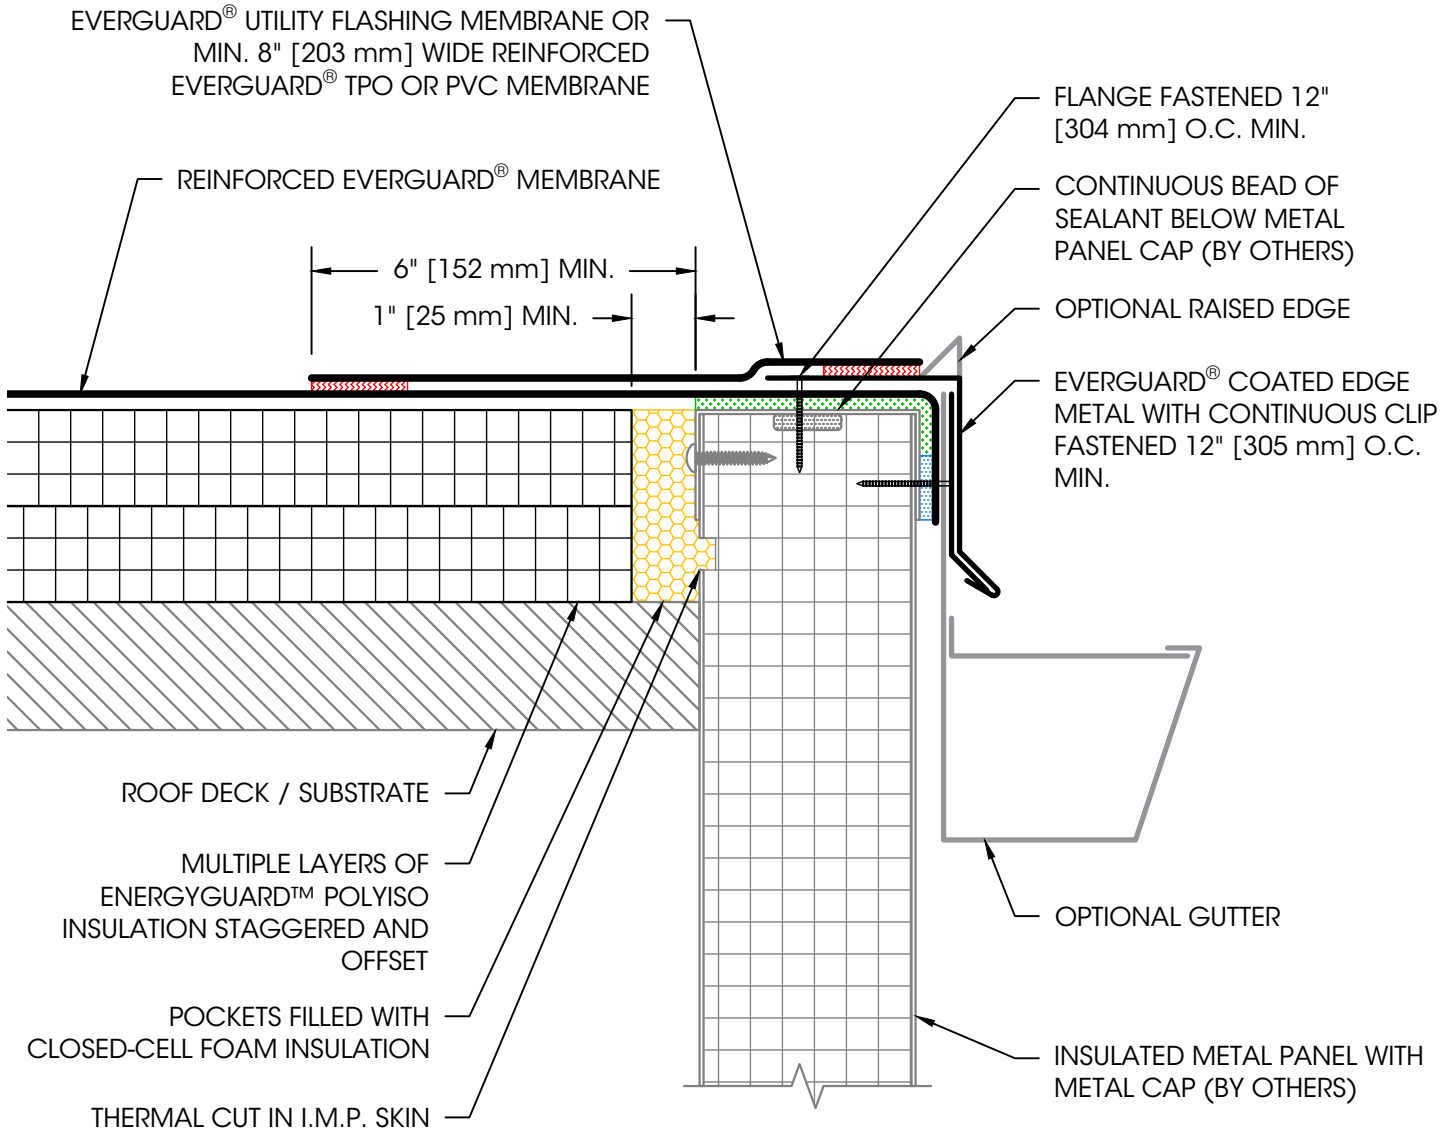 EVERGUARD® UTILITY FLASHING MEMBRANE OR
MIN. 8" [203 mm] WIDE REINFORCED
EVERGUARD® TPO OR PVC MEMBRANE
FLANGE FASTENED 12"
[304 mm] O.C. MIN.
REINFORCED EVERGUARD® MEMBRANE
CONTINUOUS BEAD OF
SEALANT BELOW METAL
PANEL CAP (BY OTHERS)
6" [152 mm] MIN.
1" [25 mm] MIN.
OPTIONAL RAISED EDGE
EVERGUARD® COATED EDGE
METAL WITH CONTINUOUS CLIP
FASTENED 12" [305 mm] O.C.
MIN.
ROOF DECK / SUBSTRATE
MULTIPLE LAYERS OF
ENERGYGUARD™ POLYISO
INSULATION STAGGERED AND
OFFSET
OPTIONAL GUTTER
POCKETS FILLED WITH
CLOSED-CELL FOAM INSULATION
INSULATED METAL PANEL WITH
METAL CAP (BY OTHERS)
THERMAL CUT IN I.M.P. SKIN